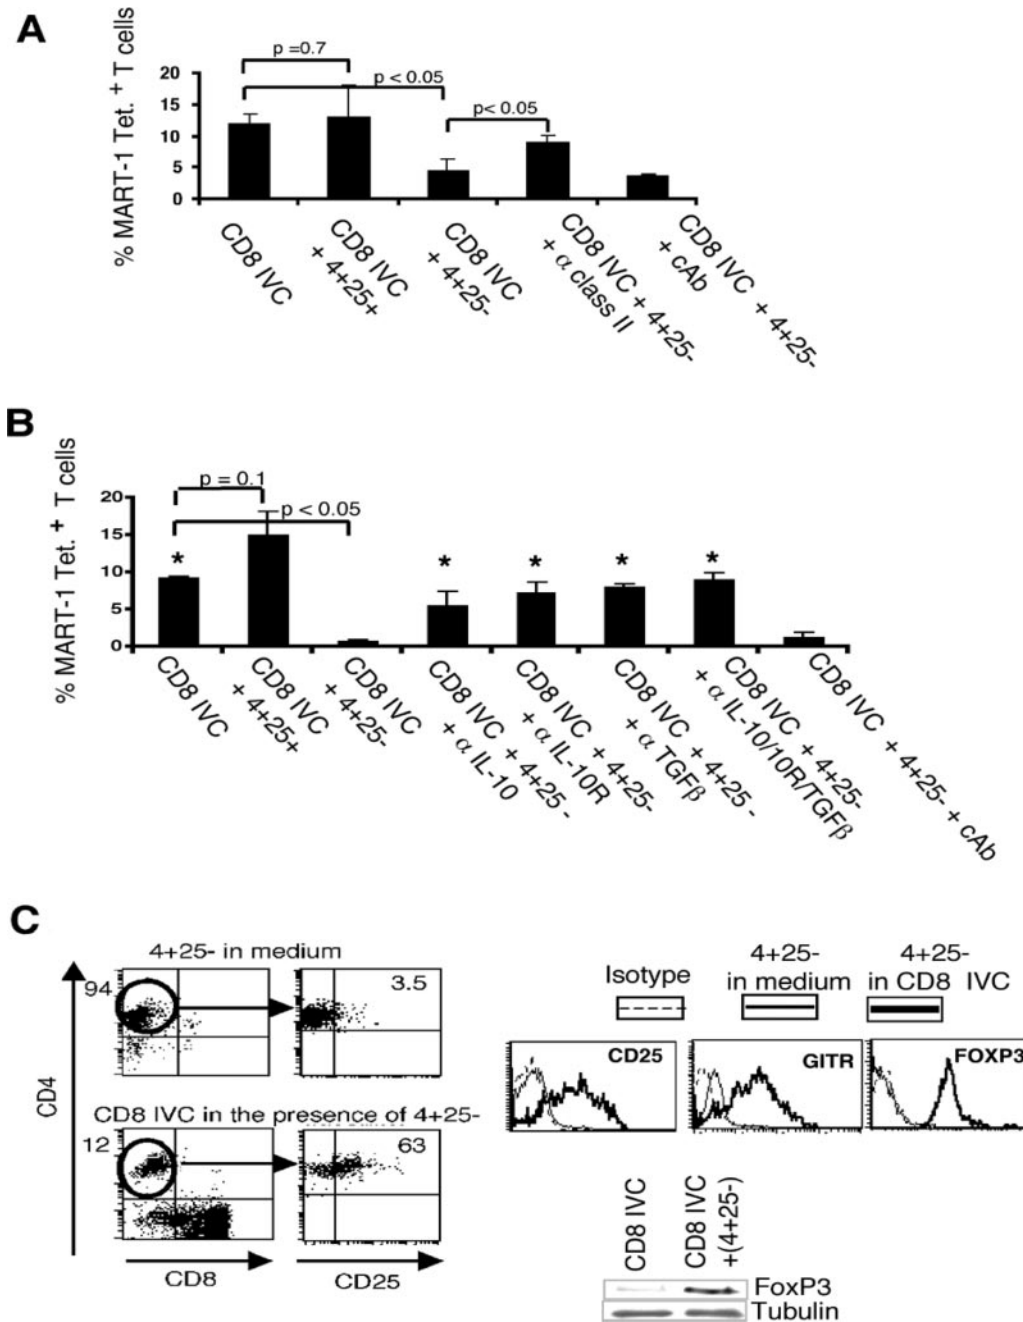 A
% MART-1 Tet. + T cells
20
15
10
5
0
p =0.7
p < 0.05
p< 0.05
CD8 IVC
CD8 IVC
+ 4+25+
CD8 IVC
+ 4+25-
CD8 IVC + 4+25-
+ α class II
CD8 IVC + 4+25-
+ cAb
B
% MART-1 Tet. + T cells
20
15
10
5
0
p = 0.1
p < 0.05
*
*
*
*
*
CD8 IVC
CD8 IVC
+ 4+25+
CD8 IVC
+ 4+25-
CD8 IVC + 4+25 -
+ α IL-10
CD8 IVC + 4+25-
+ α IL-10R
CD8 IVC + 4+25 -
+ α TGFβ
CD8 IVC + 4+25-
+ α IL-10/10R/TGFβ
CD8 IVC + 4+25- + cAb
C
4+25- in medium
94
3.5
CD4
CD8 IVC in the presence of 4+25-
12
63
CD8
CD25
Isotype
4+25-
in medium
4+25-
in CD8 IVC
CD25
GITR
FOXP3
CD8 IVC
CD8 IVC
+(4+25-)
FoxP3
Tubulin